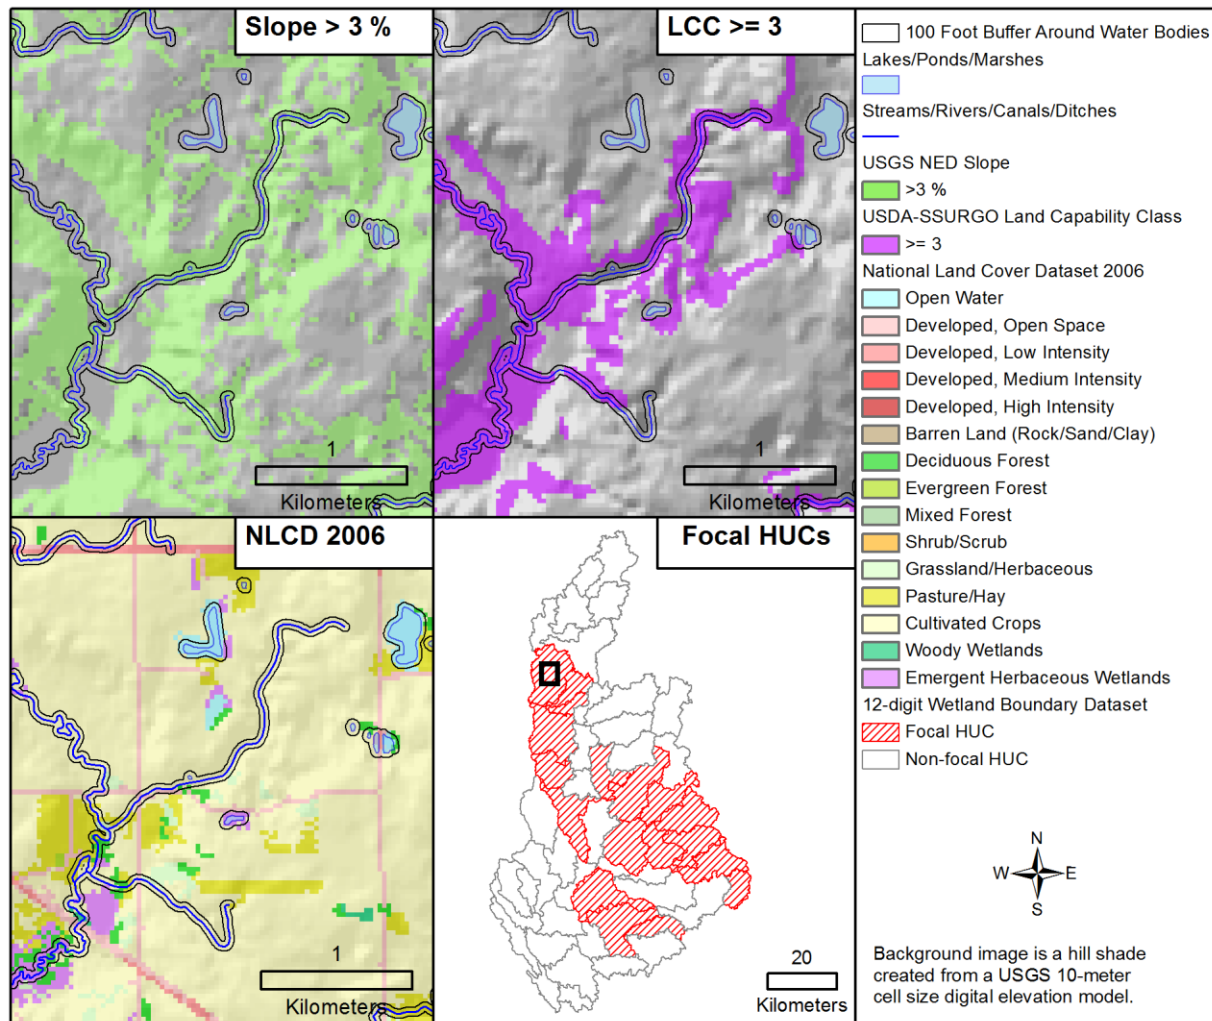 Slope > 3 %
LCC >= 3
1
Kilometers
1
Kilometers
NLCD 2006
Focal HUCs
1
Kilometers
20
Kilometers
100 Foot Buffer Around Water Bodies
Lakes/Ponds/Marshes
Streams/Rivers/Canals/Ditches
USGS NED Slope
>3 %
USDA-SSURGO Land Capability Class
>= 3
National Land Cover Dataset 2006
Open Water
Developed, Open Space
Developed, Low Intensity
Developed, Medium Intensity
Developed, High Intensity
Barren Land (Rock/Sand/Clay)
Deciduous Forest
Evergreen Forest
Mixed Forest
Shrub/Scrub
Grassland/Herbaceous
Pasture/Hay
Cultivated Crops
Woody Wetlands
Emergent Herbaceous Wetlands
12-digit Wetland Boundary Dataset
Focal HUC
Non-focal HUC
N
W E
S
Background image is a hill shade
created from a USGS 10-meter
cell size digital elevation model.